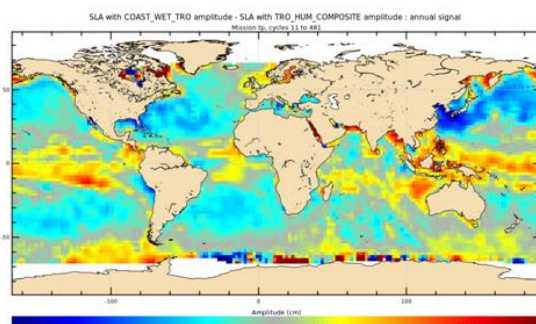 SLA with COAST_WET_TRO amplitude - SLA with TRO_HUM_COMPOSITE amplitude : annual signal
Mission tp, cycles 11 to 481
50
0
-50
-100
0
100
Amplitude (cm)